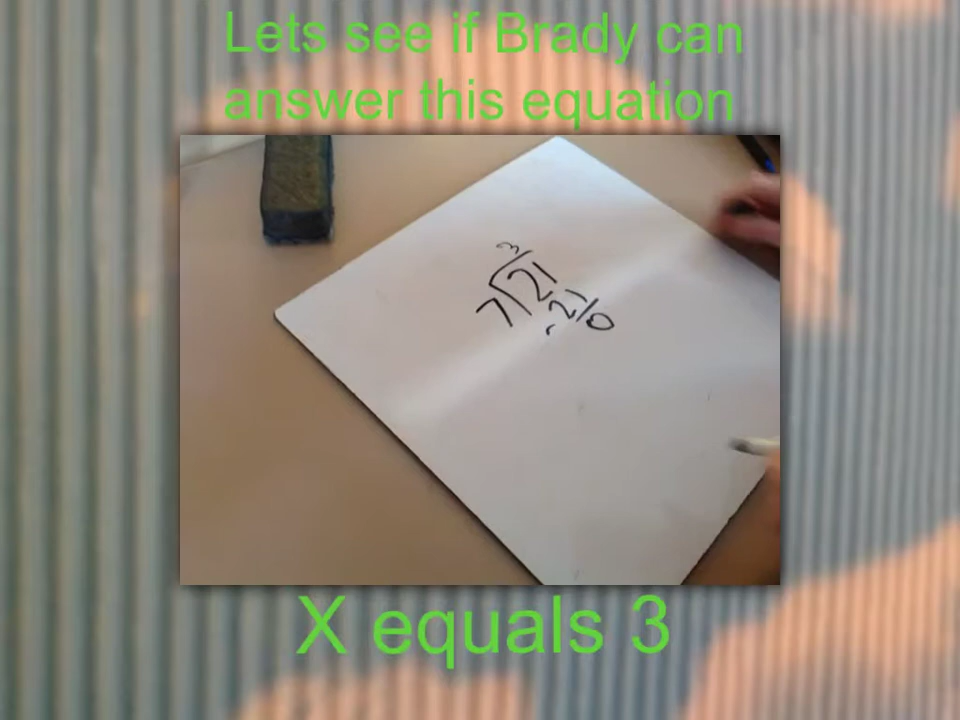 Lets see if Brady can
answer this equation
3
7 21
-21
0
X equals 3